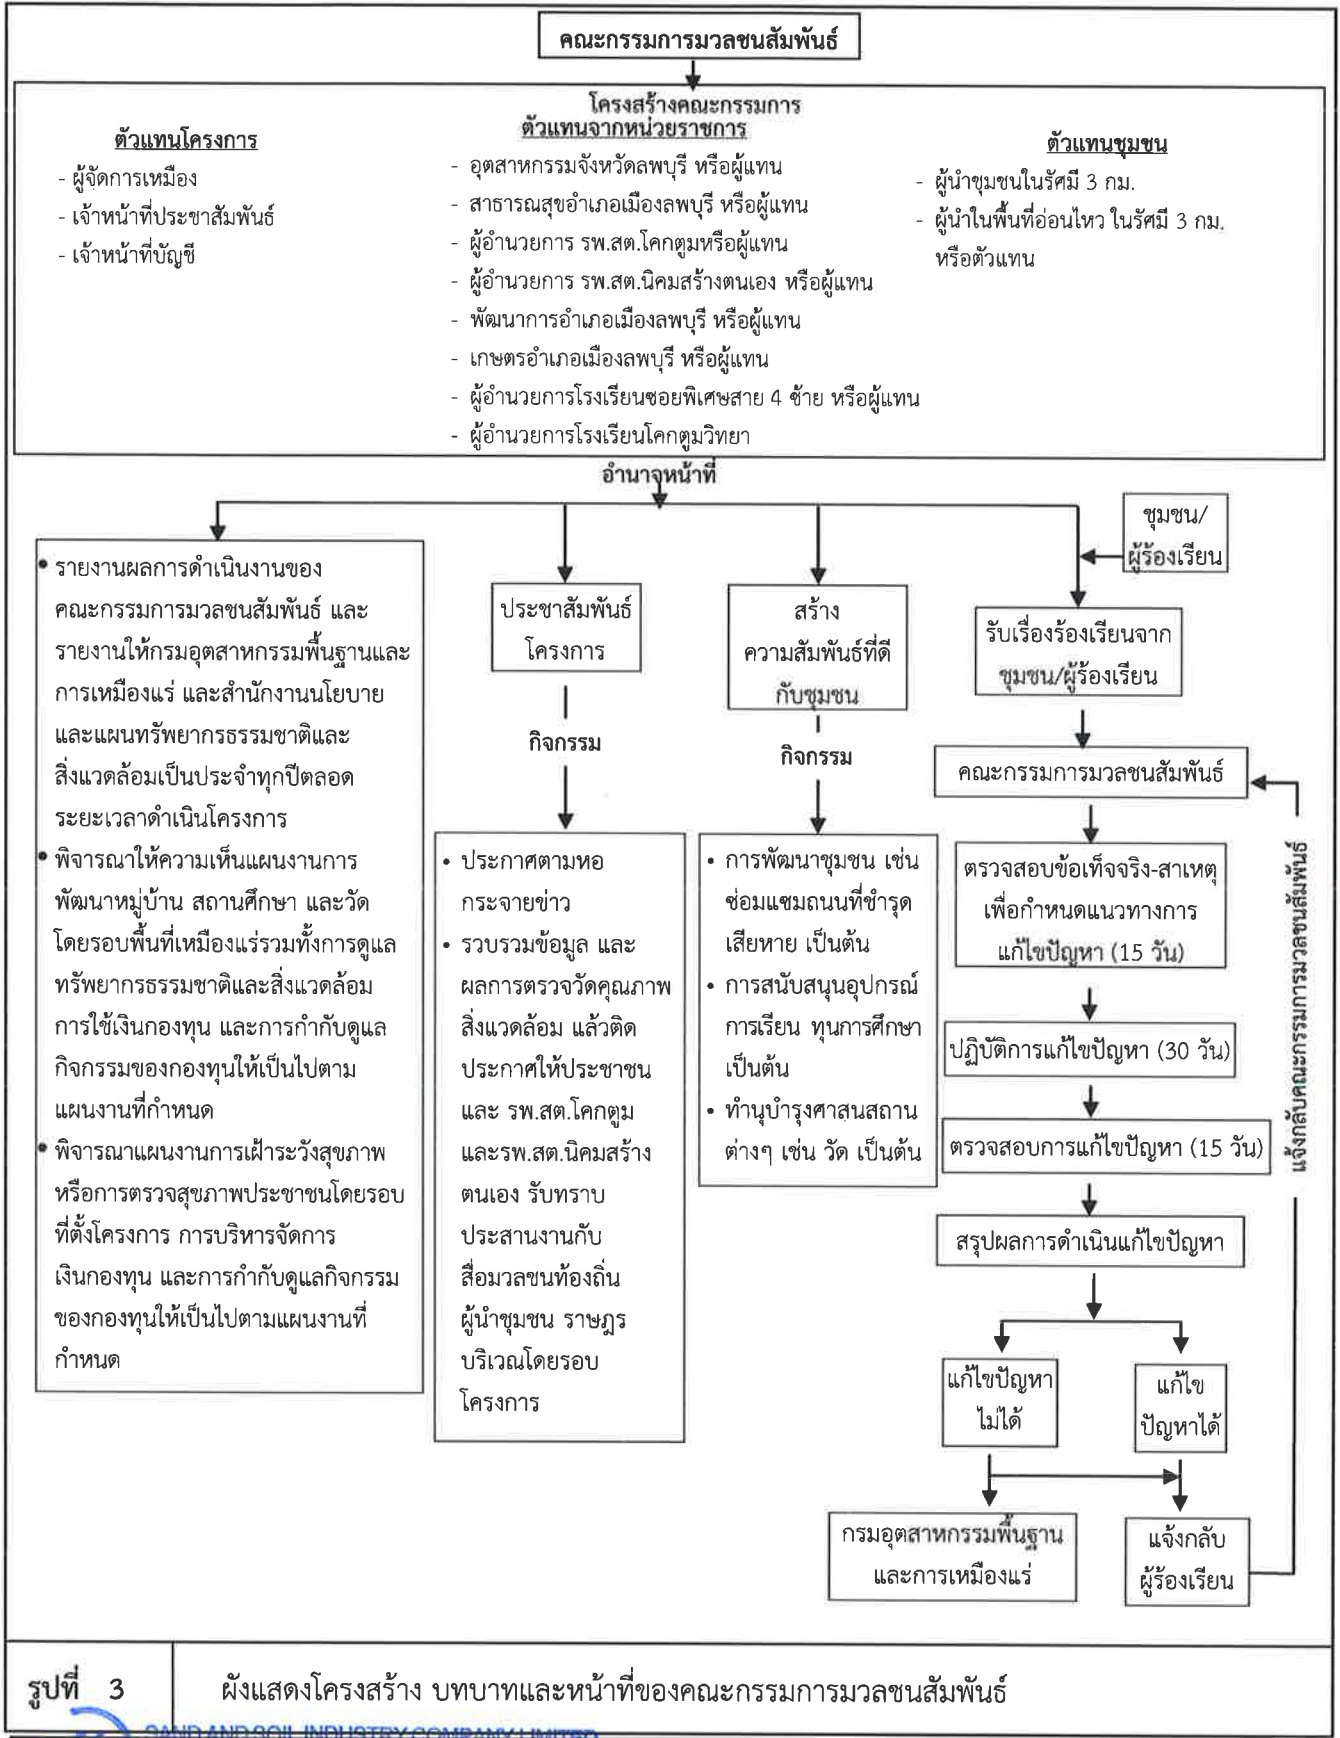 คณะกรรมการมวลชนสัมพันธ์
โครงสร้างคณะกรรมการ
ตัวแทนโครงการ
- ผู้จัดการเหมือง
- เจ้าหน้าที่ประชาสัมพันธ์
- เจ้าหน้าที่บัญชี
ตัวแทนจากหน่วยราชการ
- อุตสาหกรรมจังหวัดลพบุรี หรือผู้แทน
- สาธารณสุขอำเภอเมืองลพบุรี หรือผู้แทน
- ผู้อำนวยการ รพ.สต.โคกตูมหรือผู้แทน
- ผู้อำนวยการ รพ.สต.นิคมสร้างตนเอง หรือผู้แทน
- พัฒนาการอำเภอเมืองลพบุรี หรือผู้แทน
- เกษตรอำเภอเมืองลพบุรี หรือผู้แทน
- ผู้อำนวยการโรงเรียนซอยพิเศษสาย 4 ซ้าย หรือผู้แทน
- ผู้อำนวยการโรงเรียนโคกตูมวิทยา
ตัวแทนชุมชน
- ผู้นำชุมชนในรัศมี 3 กม.
- ผู้นำในพื้นที่อ่อนไหว ในรัศมี 3 กม.
หรือตัวแทน
อำนาจหน้าที่
• รายงานผลการดำเนินงานของ
คณะกรรมการมวลชนสัมพันธ์ และ
รายงานให้กรมอุตสาหกรรมพื้นฐานและ
การเหมืองแร่ และสำนักงานนโยบาย
และแผนทรัพยากรธรรมชาติและ
สิ่งแวดล้อมเป็นประจำทุกปีตลอด
ระยะเวลาดำเนินโครงการ
• พิจารณาให้ความเห็นแผนงานการ
พัฒนาหมู่บ้าน สถานศึกษา และวัด
โดยรอบพื้นที่เหมืองแร่รวมทั้งการดูแล
ทรัพยากรธรรมชาติและสิ่งแวดล้อม
การใช้เงินกองทุน และการกำกับดูแล
กิจกรรมของกองทุนให้เป็นไปตาม
แผนงานที่กำหนด
• พิจารณาแผนงานการเฝ้าระวังสุขภาพ
หรือการตรวจสุขภาพประชาชนโดยรอบ
ที่ตั้งโครงการ การบริหารจัดการ
เงินกองทุน และการกำกับดูแลกิจกรรม
ของกองทุนให้เป็นไปตามแผนงานที่
กำหนด
ประชาสัมพันธ์
โครงการ
กิจกรรม
• ประกาศตามหอ
กระจายข่าว
• รวบรวมข้อมูล และ
ผลการตรวจวัดคุณภาพ
สิ่งแวดล้อม แล้วติด
ประกาศให้ประชาชน
และ รพ.สต.โคกตูม
และรพ.สต.นิคมสร้าง
ตนเอง รับทราบ
ประสานงานกับ
สื่อมวลชนท้องถิ่น
ผู้นำชุมชน ราษฎร
บริเวณโดยรอบ
โครงการ
สร้าง
ความสัมพันธ์ที่ดี
กับชุมชน
กิจกรรม
• การพัฒนาชุมชน เช่น
ซ่อมแซมถนนที่ชำรุด
เสียหาย เป็นต้น
• การสนับสนุนอุปกรณ์
การเรียน ทุนการศึกษา
เป็นต้น
• ทำนุบำรุงศาสนสถาน
ต่างๆ เช่น วัด เป็นต้น
ชุมชน/
ผู้ร้องเรียน
รับเรื่องร้องเรียนจาก
ชุมชน/ผู้ร้องเรียน
คณะกรรมการมวลชนสัมพันธ์
ตรวจสอบข้อเท็จจริง-สาเหตุ
เพื่อกำหนดแนวทางการ
แก้ไขปัญหา (15 วัน)
ปฏิบัติการแก้ไขปัญหา (30 วัน)
ตรวจสอบการแก้ไขปัญหา (15 วัน)
สรุปผลการดำเนินแก้ไขปัญหา
แก้ไขปัญหา
ไม่ได้
แก้ไข
ปัญหาได้
กรมอุตสาหกรรมพื้นฐาน
และการเหมืองแร่
แจ้งกลับ
ผู้ร้องเรียน
แจ้งกลับคณะกรรมการมวลชนสัมพันธ์
รูปที่ 3
ผังแสดงโครงสร้าง บทบาทและหน้าที่ของคณะกรรมการมวลชนสัมพันธ์
SAND AND SOIL INDUSTRY COMPANY LIMITED